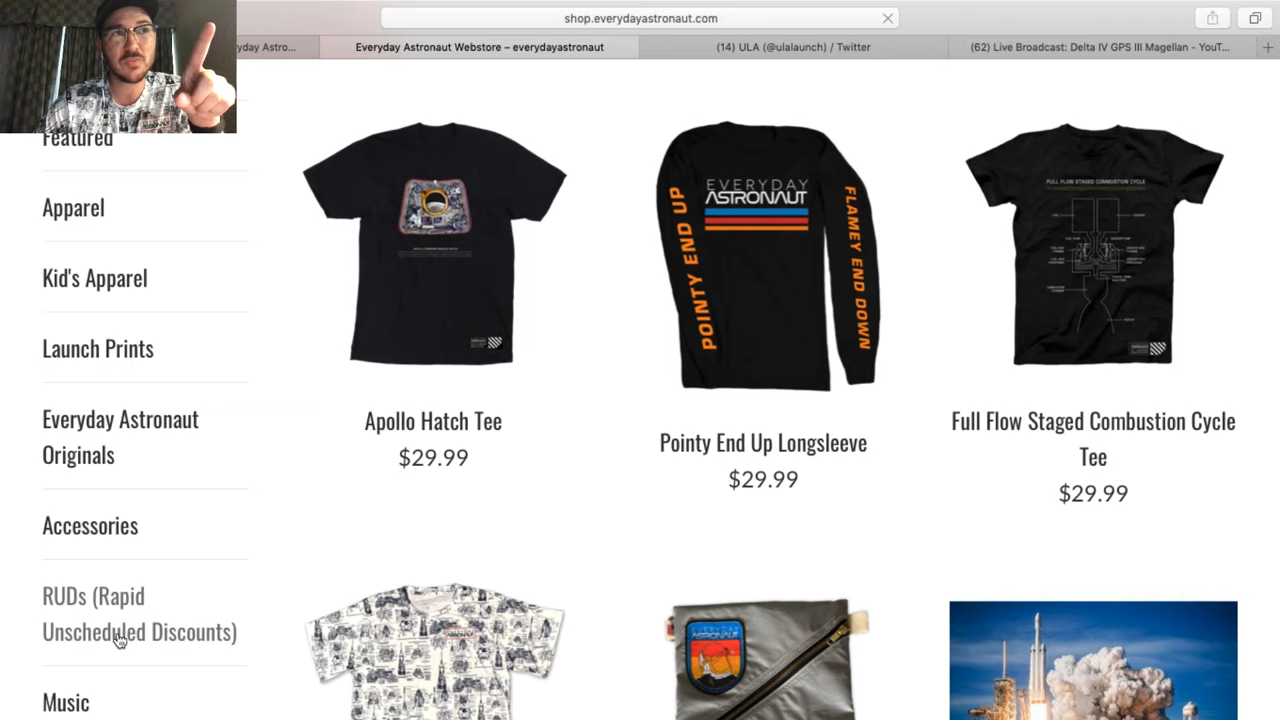 shop.everydayastronaut.com
yday Astro...
Everyday Astronaut Webstore – everydayastronaut
(14) ULA (@ulalaunch) / Twitter
(62) Live Broadcast: Delta IV GPS III Magellan - YouT...
Featured
Apparel
Kid's Apparel
Launch Prints
Everyday Astronaut
Originals
Accessories
RUDs (Rapid
Unscheduled Discounts)
Music
POINTY END UP
EVERYDAY
ASTRONAUT
FLAMEY END DOWN
FULL FLOW STAGED COMBUSTION CYCLE
Apollo Hatch Tee
$29.99
Pointy End Up Longsleeve
$29.99
Full Flow Staged Combustion Cycle
Tee
$29.99
EVERYDAY
ASTRONAUT